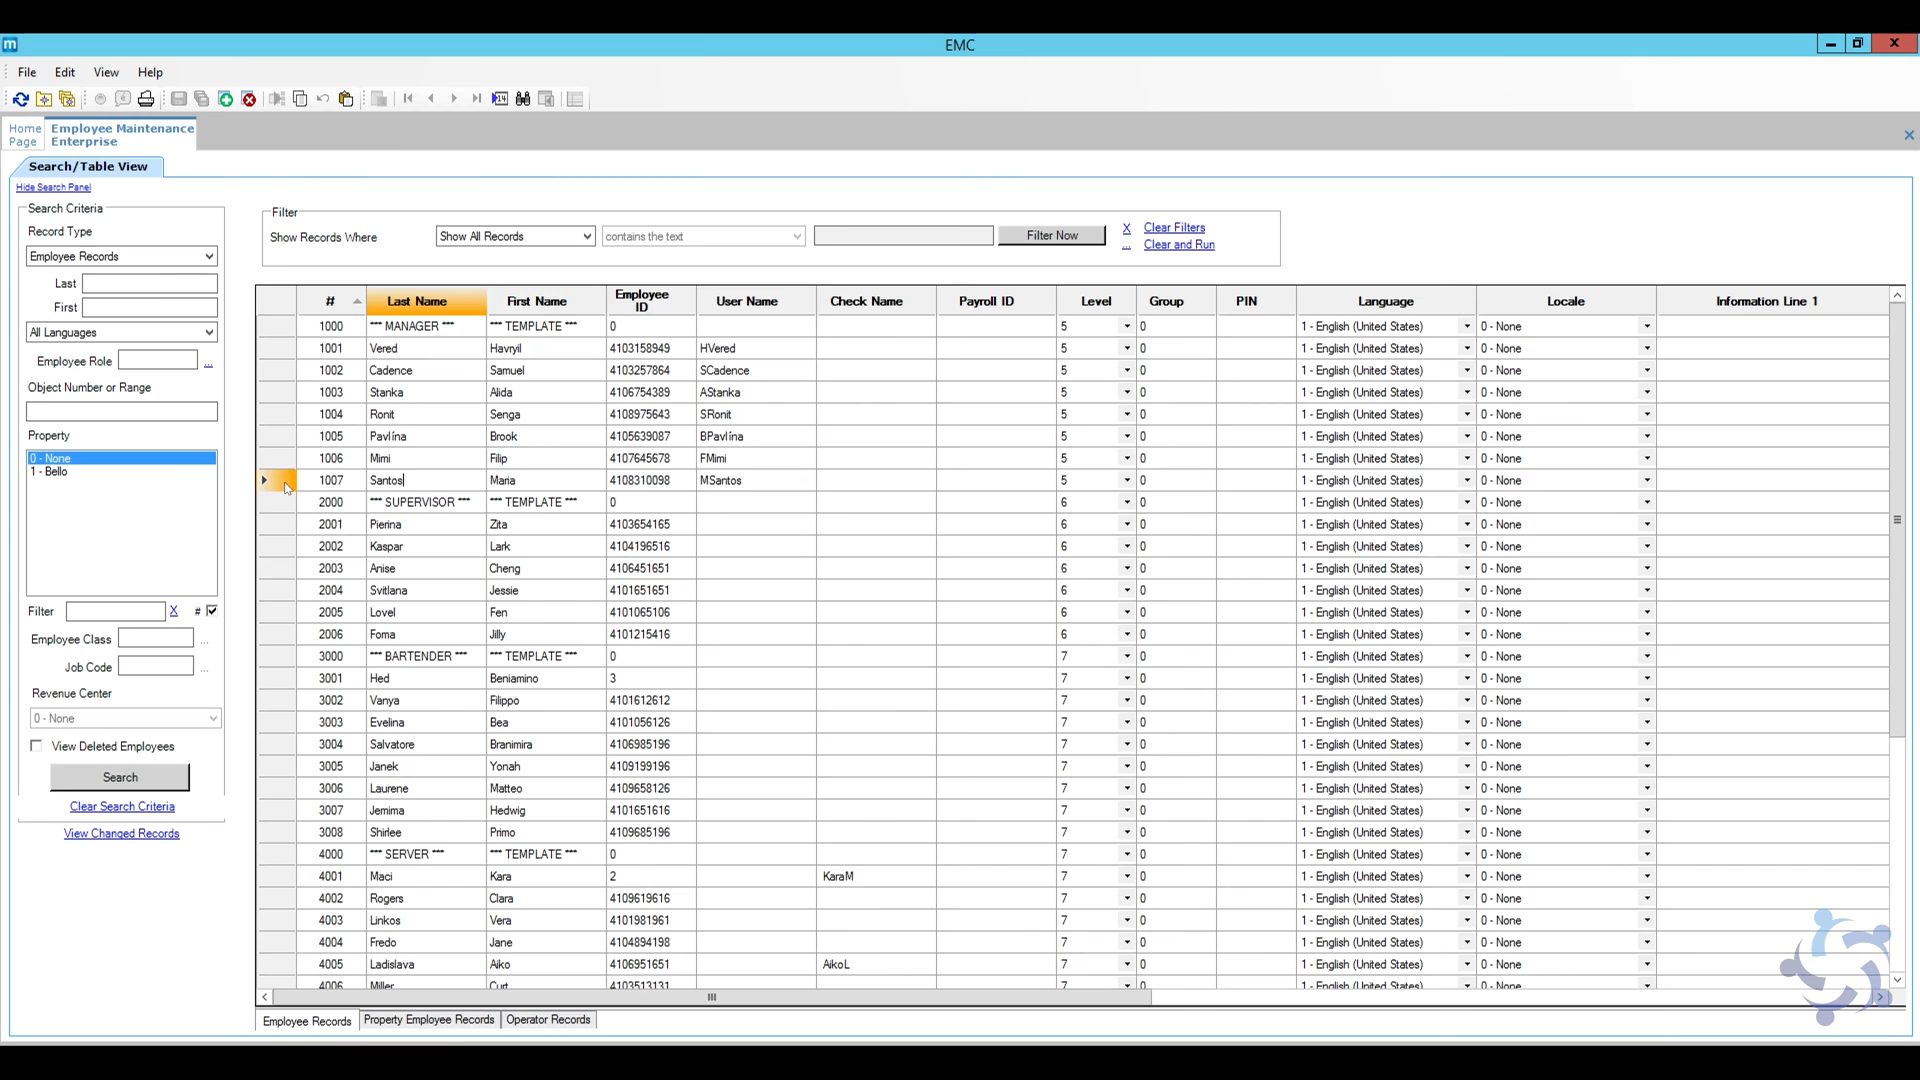 m EMC
File Edit View Help
Home Page Employee Maintenance Enterprise
Search/Table View
Hide Search Panel
Search Criteria
Record Type
Employee Records
Last
First
All Languages
Employee Role ...
Object Number or Range
Property
0 - None
1 - Bello
Filter X #
Employee Class ...
Job Code ...
Revenue Center
0 - None
View Deleted Employees
Search
Clear Search Criteria
View Changed Records
Filter
Show Records Where Show All Records contains the text Filter Now X Clear Filters
... Clear and Run
# Last Name First Name Employee ID User Name Check Name Payroll ID Level Group PIN Language Locale Information Line 1
1000 *** MANAGER *** *** TEMPLATE *** 0 5 0 1 - English (United States) 0 - None
1001 Vered Havryil 4103158949 HVered 5 0 1 - English (United States) 0 - None
1002 Cadence Samuel 4103257864 SCadence 5 0 1 - English (United States) 0 - None
1003 Stanka Alida 4106754389 AStanka 5 0 1 - English (United States) 0 - None
1004 Ronit Senga 4108975643 SRonit 5 0 1 - English (United States) 0 - None
1005 Pavlína Brook 4105639087 BPavlína 5 0 1 - English (United States) 0 - None
1006 Mimi Filip 4107645678 FMimi 5 0 1 - English (United States) 0 - None
1007 Santos Maria 4108310098 MSantos 5 0 1 - English (United States) 0 - None
2000 *** SUPERVISOR *** *** TEMPLATE *** 0 6 0 1 - English (United States) 0 - None
2001 Pierina Zita 4103654165 6 0 1 - English (United States) 0 - None
2002 Kaspar Lark 4104196516 6 0 1 - English (United States) 0 - None
2003 Anise Cheng 4106451651 6 0 1 - English (United States) 0 - None
2004 Svitlana Jessie 4101651651 6 0 1 - English (United States) 0 - None
2005 Lovel Fen 4101065106 6 0 1 - English (United States) 0 - None
2006 Foma Jilly 4101215416 6 0 1 - English (United States) 0 - None
3000 *** BARTENDER *** *** TEMPLATE *** 0 7 0 1 - English (United States) 0 - None
3001 Hed Beniamino 3 7 0 1 - English (United States) 0 - None
3002 Vanya Filippo 4101612612 7 0 1 - English (United States) 0 - None
3003 Evelina Bea 4101056126 7 0 1 - English (United States) 0 - None
3004 Salvatore Branimira 4106985196 7 0 1 - English (United States) 0 - None
3005 Janek Yonah 4109199196 7 0 1 - English (United States) 0 - None
3006 Laurene Matteo 4109658126 7 0 1 - English (United States) 0 - None
3007 Jemima Hedwig 4101651616 7 0 1 - English (United States) 0 - None
3008 Shirlee Primo 4109685196 7 0 1 - English (United States) 0 - None
4000 *** SERVER *** *** TEMPLATE *** 0 7 0 1 - English (United States) 0 - None
4001 Maci Kara 2 KaraM 7 0 1 - English (United States) 0 - None
4002 Rogers Clara 4109619616 7 0 1 - English (United States) 0 - None
4003 Linkos Vera 4101981961 7 0 1 - English (United States) 0 - None
4004 Fredo Jane 4104894198 7 0 1 - English (United States) 0 - None
4005 Ladislava Aiko 4106951651 AikoL 7 0 1 - English (United States) 0 - None
4006 Miller Curt 4103513131 7 0 1 - English (United States) 0 - None
Employee Records Property Employee Records Operator Records